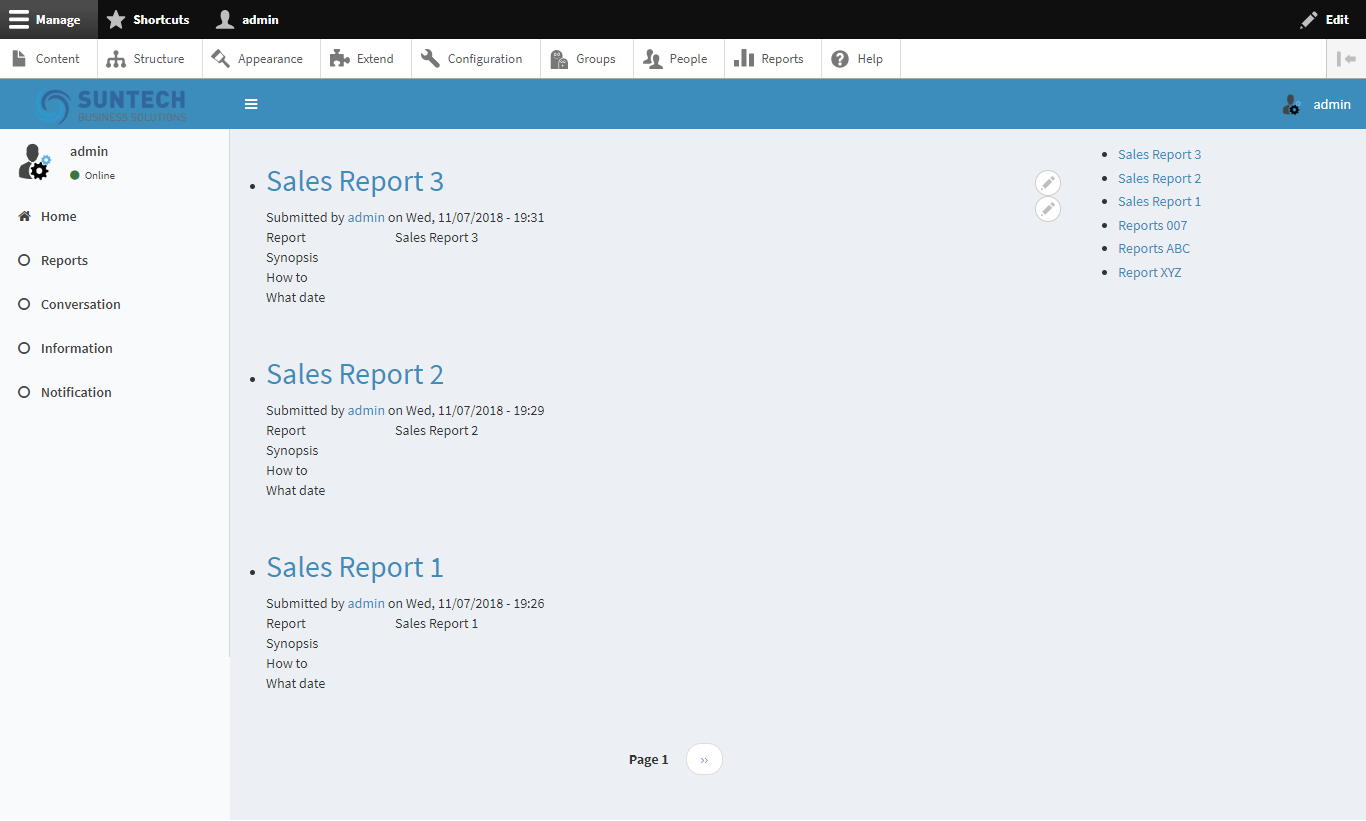 Manage Shortcuts admin Edit
Content Structure Appearance Extend Configuration Groups People Reports Help
SUNTECH
BUSINESS SOLUTIONS
admin
admin
Online
Home
Reports
Conversation
Information
Notification
Sales Report 3
Submitted by admin on Wed, 11/07/2018 - 19:31
Report Sales Report 3
Synopsis
How to
What date
Sales Report 2
Submitted by admin on Wed, 11/07/2018 - 19:29
Report Sales Report 2
Synopsis
How to
What date
Sales Report 1
Submitted by admin on Wed, 11/07/2018 - 19:26
Report Sales Report 1
Synopsis
How to
What date
Page 1 ››
Sales Report 3
Sales Report 2
Sales Report 1
Reports 007
Reports ABC
Report XYZ